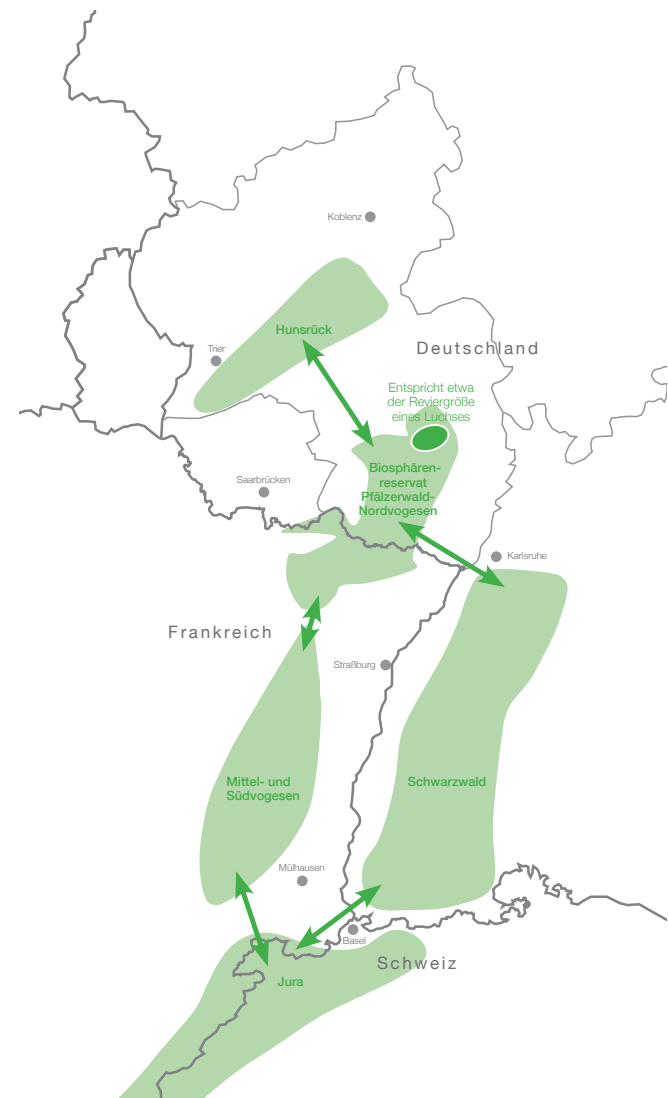 Koblenz
Hunsrück
Deutschland
Trier
Entspricht etwa
der Reviergröße
eines Luchses
Biosphären-
reservat
Pfälzerwald-
Nordvogesen
Saarbrücken
Karlsruhe
Frankreich
Straßburg
Mittel- und
Südvogesen
Schwarzwald
Mülhausen
Basel
Schweiz
Jura